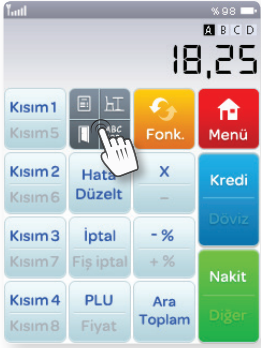 % 98
A B C D
18,25
Kısım 1
Kısım 5
ABC
Fonk.
Menü
Kısım 2
Kısım 6
Hata
Düzelt
X
–
Kredi
Döviz
Kısım 3
Kısım 7
İptal
Fiş iptal
- %
+ %
Nakit
Diğer
Kısım 4
Kısım 8
PLU
Fiyat
Ara
Toplam